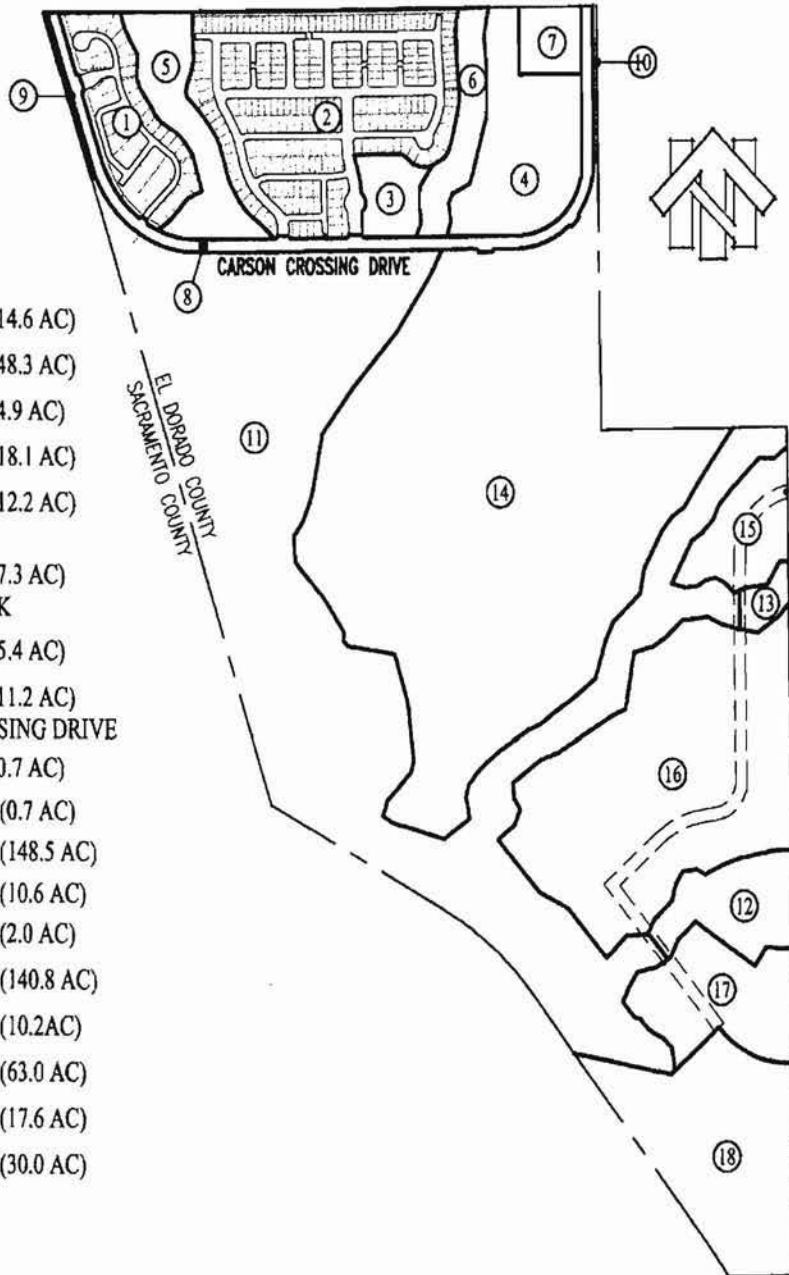 5
7
9
10
6
1
2
3
4
CARSON CROSSING DRIVE
8
14.6 AC)
48.3 AC)
4.9 AC)
18.1 AC)
12.2 AC)
7.3 AC)
K
5.4 AC)
11.2 AC)
SING DRIVE
0.7 AC)
(0.7 AC)
(148.5 AC)
(10.6 AC)
(2.0 AC)
(140.8 AC)
(10.2AC)
(63.0 AC)
(17.6 AC)
(30.0 AC)
EL DORADO COUNTY
SACRAMENTO COUNTY
11
14
15
13
16
12
17
18
N